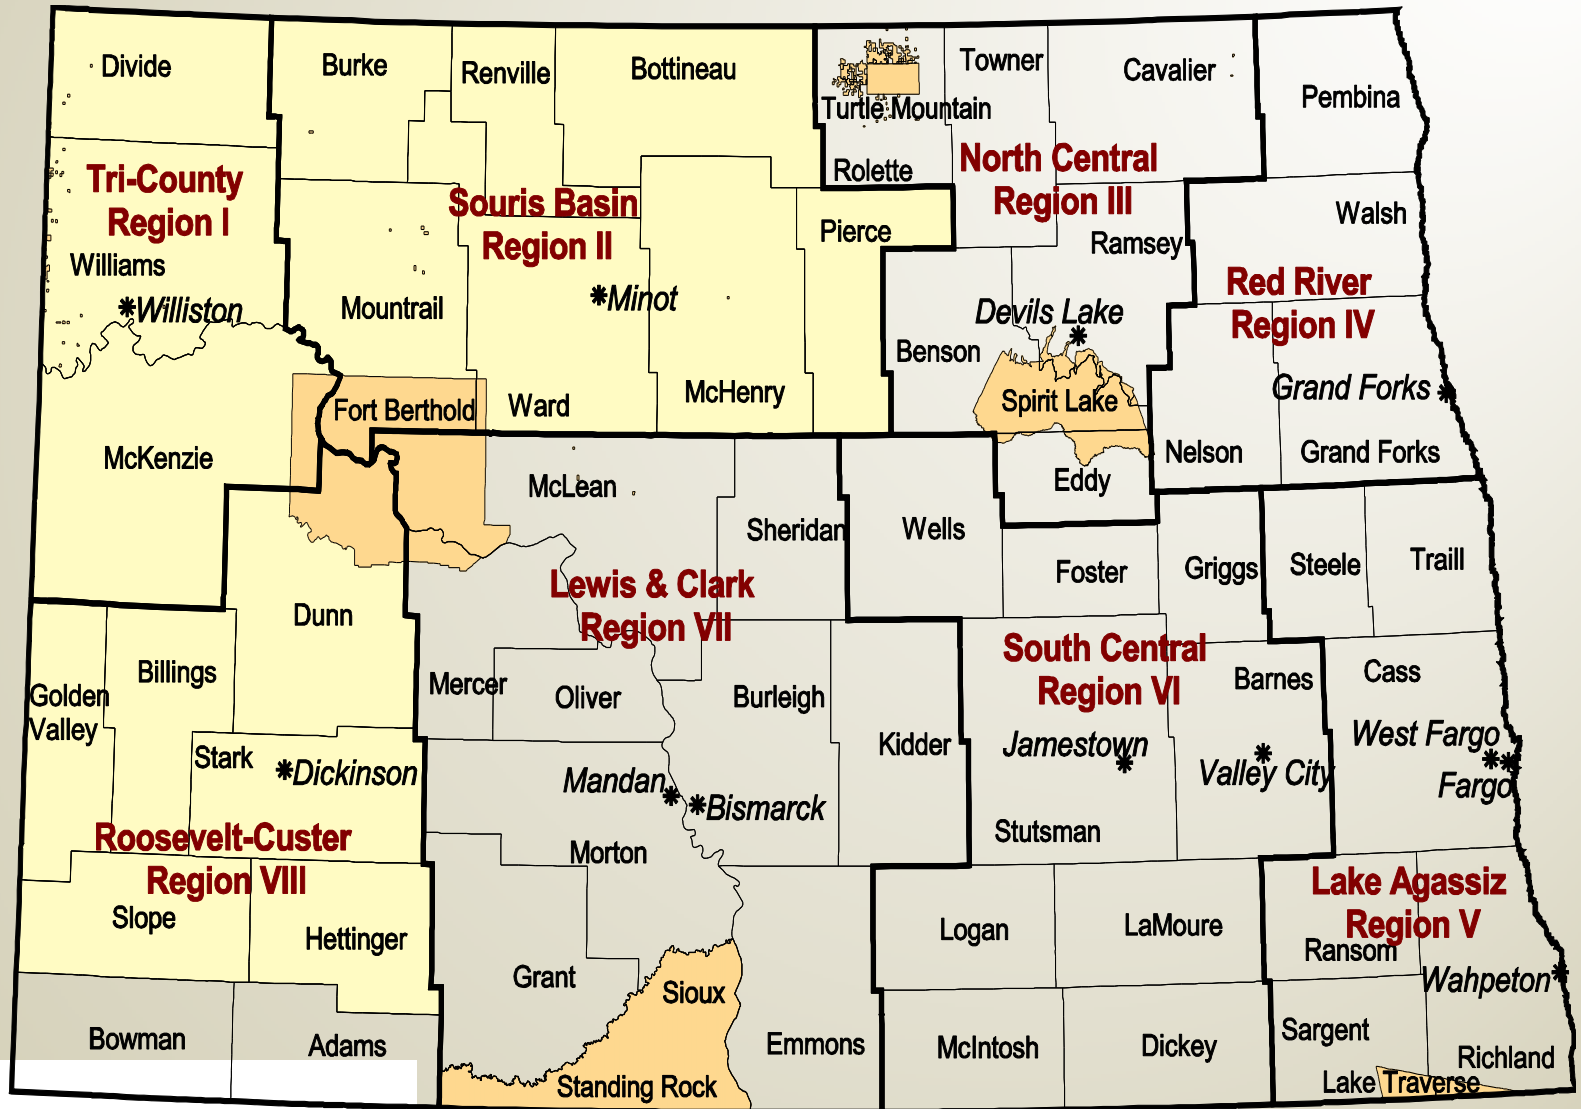 Divide
Burke
Renville
Bottineau
Towner
Cavalier
Pembina
Turtle Mountain
Rolette
North Central
Region III
Tri-County
Region I
Souris Basin
Region II
Pierce
Ramsey
Walsh
Williams
Williston
Mountrail
Minot
Devils Lake
Red River
Region IV
Benson
Fort Berthold
Ward
McHenry
Spirit Lake
Grand Forks
McKenzie
McLean
Eddy
Nelson
Grand Forks
Sheridan
Wells
Foster
Griggs
Steele
Traill
Dunn
Lewis & Clark
Region VII
South Central
Region VI
Golden
Valley
Billings
Mercer
Oliver
Burleigh
Barnes
Cass
Stark
Dickinson
Kidder
Jamestown
Valley City
West Fargo
Fargo
Mandan
Bismarck
Roosevelt-Custer
Region VIII
Morton
Stutsman
Lake Agassiz
Region V
Slope
Hettinger
Logan
LaMoure
Ransom
Wahpeton
Grant
Sioux
Bowman
Adams
Emmons
McIntosh
Dickey
Sargent
Richland
Standing Rock
Lake Traverse